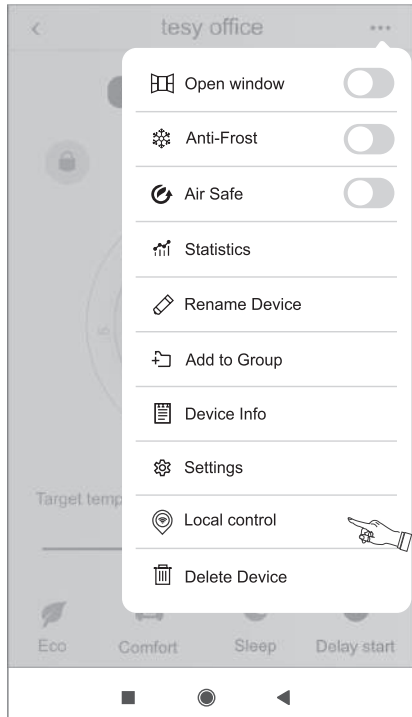 tesy office
Open window
Anti-Frost
Air Safe
Statistics
Rename Device
Add to Group
Device Info
Settings
Target temp
Local control
Delete Device
Eco Comfort Sleep Delay start